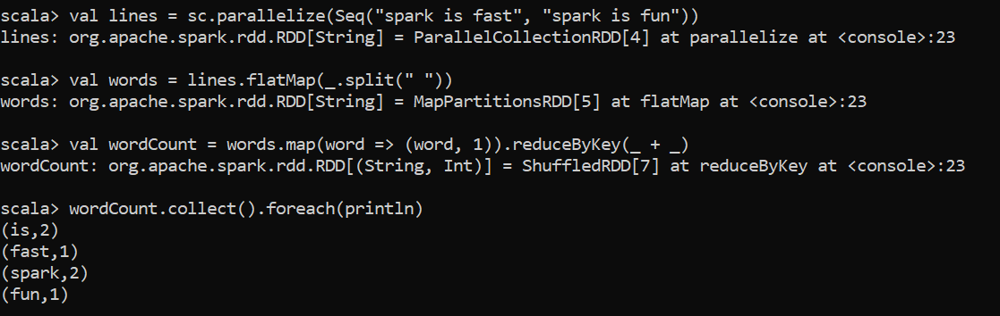 scala> val lines = sc.parallelize(Seq("spark is fast", "spark is fun"))
lines: org.apache.spark.rdd.RDD[String] = ParallelCollectionRDD[4] at parallelize at <console>:23
scala> val words = lines.flatMap(_.split(" "))
words: org.apache.spark.rdd.RDD[String] = MapPartitionsRDD[5] at flatMap at <console>:23
scala> val wordCount = words.map(word => (word, 1)).reduceByKey(_ + _)
wordCount: org.apache.spark.rdd.RDD[(String, Int)] = ShuffledRDD[7] at reduceByKey at <console>:23
scala> wordCount.collect().foreach(println)
(is,2)
(fast,1)
(spark,2)
(fun,1)